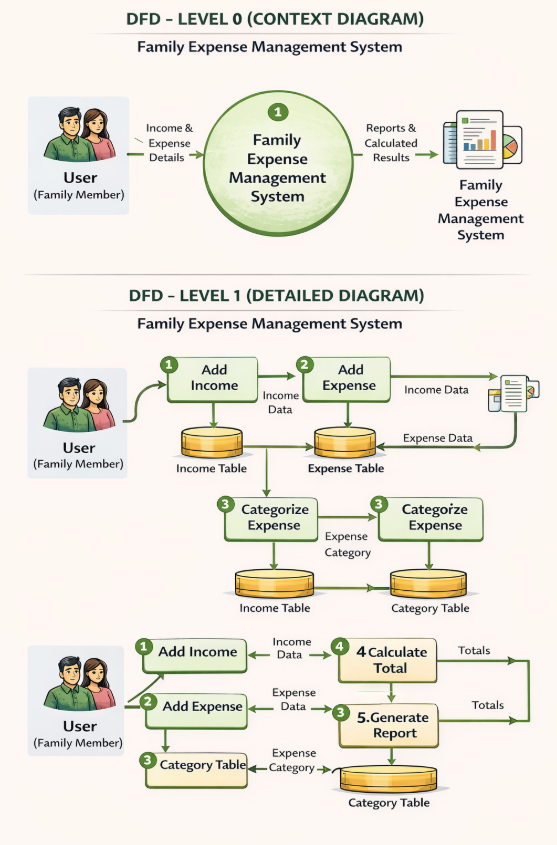 DFD – LEVEL 0 (CONTEXT DIAGRAM)
Family Expense Management System
User
(Family Member)
Income &
Expense
Details
1
Family
Expense
Management
System
Reports &
Calculated
Results
Family
Expense
Management
System
DFD – LEVEL 1 (DETAILED DIAGRAM)
Family Expense Management System
User
(Family Member)
1
Add
Income
Income
Data
2
Add
Expense
Income Data
Expense Data
Income Table
Expense Table
3
Categorize
Expense
Expense
Category
3
Categorize
Expense
Income Table
Category Table
User
(Family Member)
1
Add Income
Income
Data
4
4 Calculate
Total
Totals
2
Add Expense
Expense
Data
3
5.Generate
Report
Totals
3
Category Table
Expense
Category
Category Table